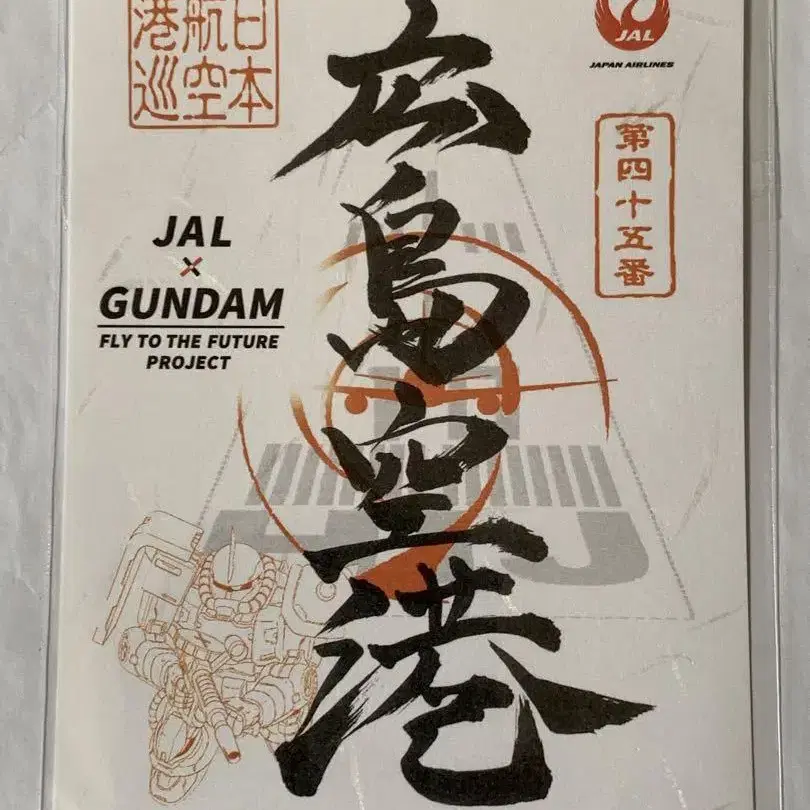 日本
航空
港巡
JAL
JAPAN AIRLINES
第四十五番
広島空港
JAL
×
GUNDAM
FLY TO THE FUTURE
PROJECT